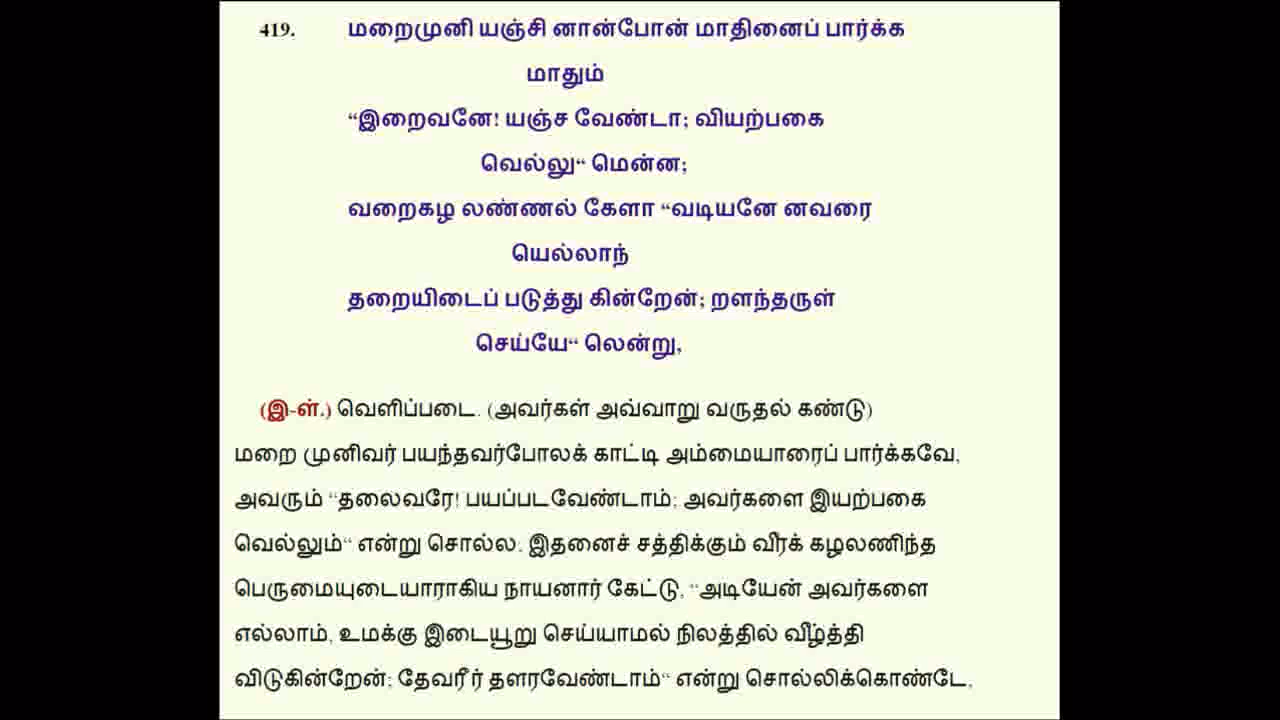 419. மறைமுனி யஞ்சி னான்போன் மாதினைப் பார்க்க
மாதும்
“இறைவனே! யஞ்ச வேண்டா; வியற்பகை
வெல்லு“ மென்ன;
வறைகழ லண்ணல் கேளா “வடியனே னவரை
யெல்லாந்
தறையிடைப் படுத்து கின்றேன்; றளந்தருள்
செய்யே“ லென்று,
(இ-ள்.) வெளிப்படை. (அவர்கள் அவ்வாறு வருதல் கண்டு)
மறை முனிவர் பயந்தவர்போலக் காட்டி அம்மையாரைப் பார்க்கவே,
அவரும் “தலைவரே! பயப்படவேண்டாம்; அவர்களை இயற்பகை
வெல்லும்“ என்று சொல்ல, இதனைச் சத்திக்கும் வீரக் கழலணிந்த
பெருமையுடையாராகிய நாயனார் கேட்டு, “அடியேன் அவர்களை
எல்லாம், உமக்கு இடையூறு செய்யாமல் நிலத்தில் வீழ்த்தி
விடுகின்றேன்; தேவரீர் தளரவேண்டாம்“ என்று சொல்லிக்கொண்டே,